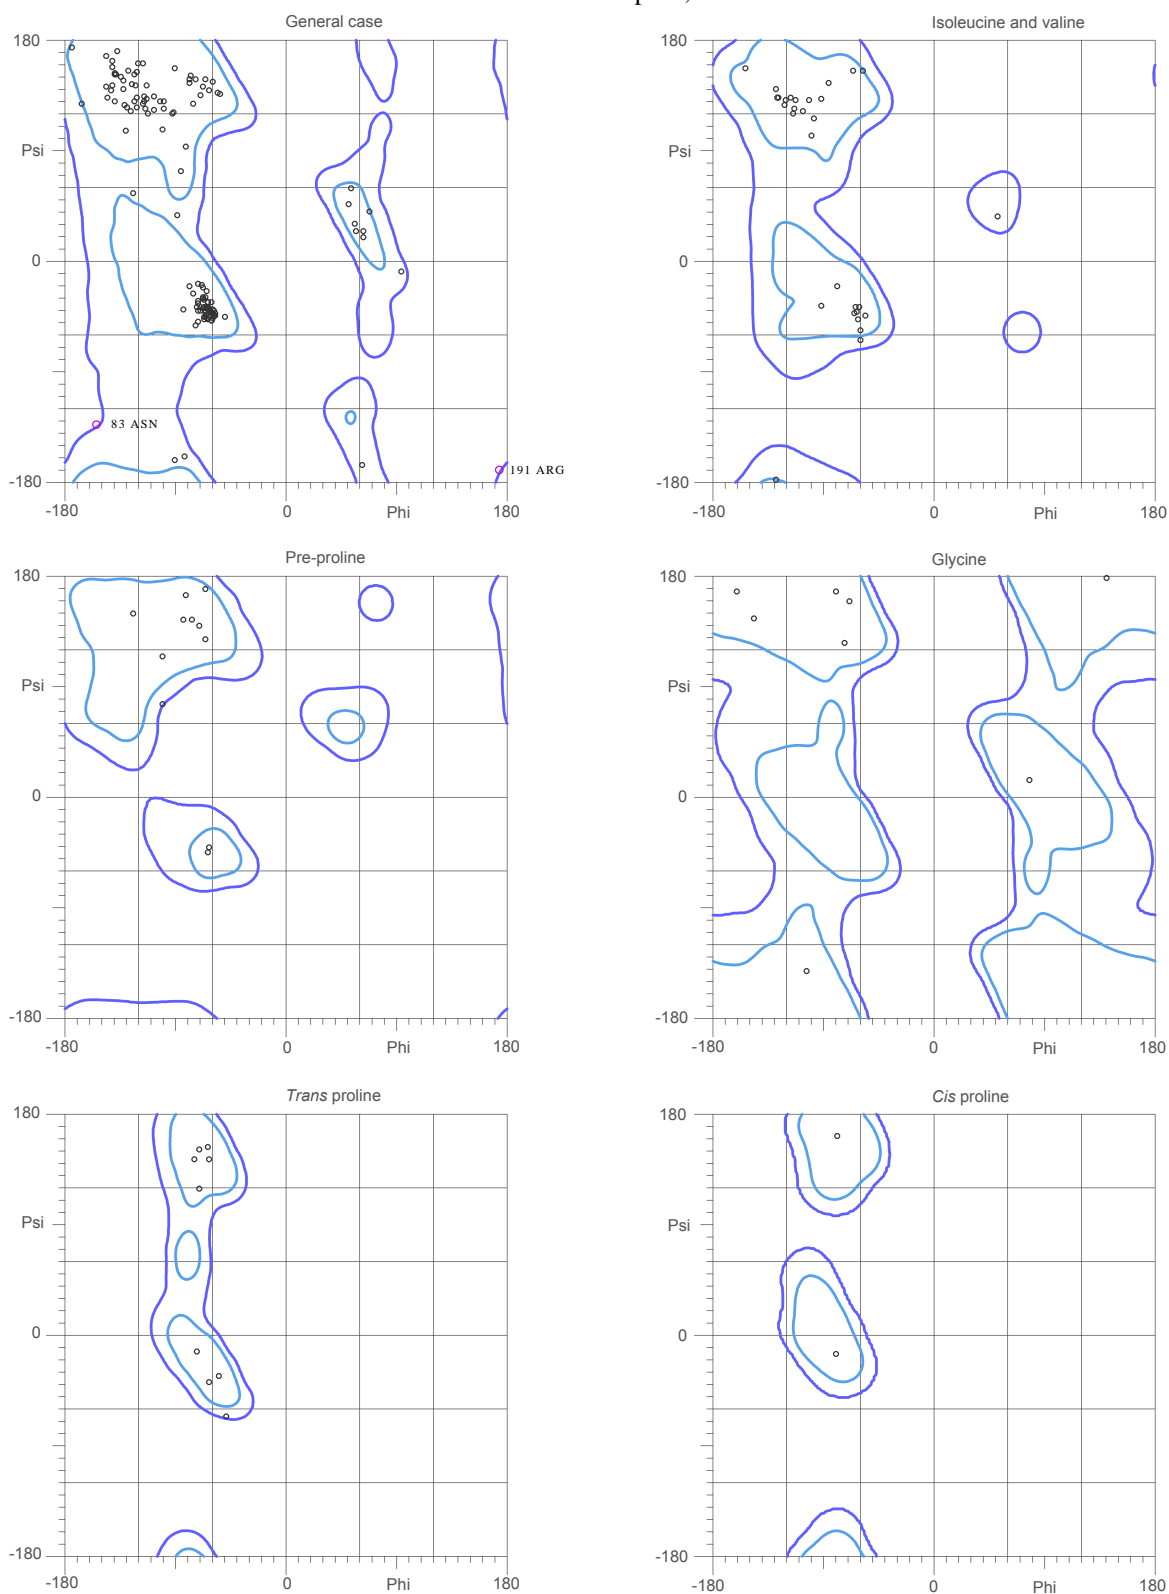 General case
Isoleucine and valine
180
Psi
0
-180
-180
0
Phi
180
83 ASN
191 ARG
180
Psi
0
-180
-180
0
Phi
180
Pre-proline
Glycine
180
Psi
0
-180
-180
0
Phi
180
180
Psi
0
-180
-180
0
Phi
180
Trans proline
Cis proline
180
Psi
0
-180
-180
0
Phi
180
180
Psi
0
-180
-180
0
Phi
180